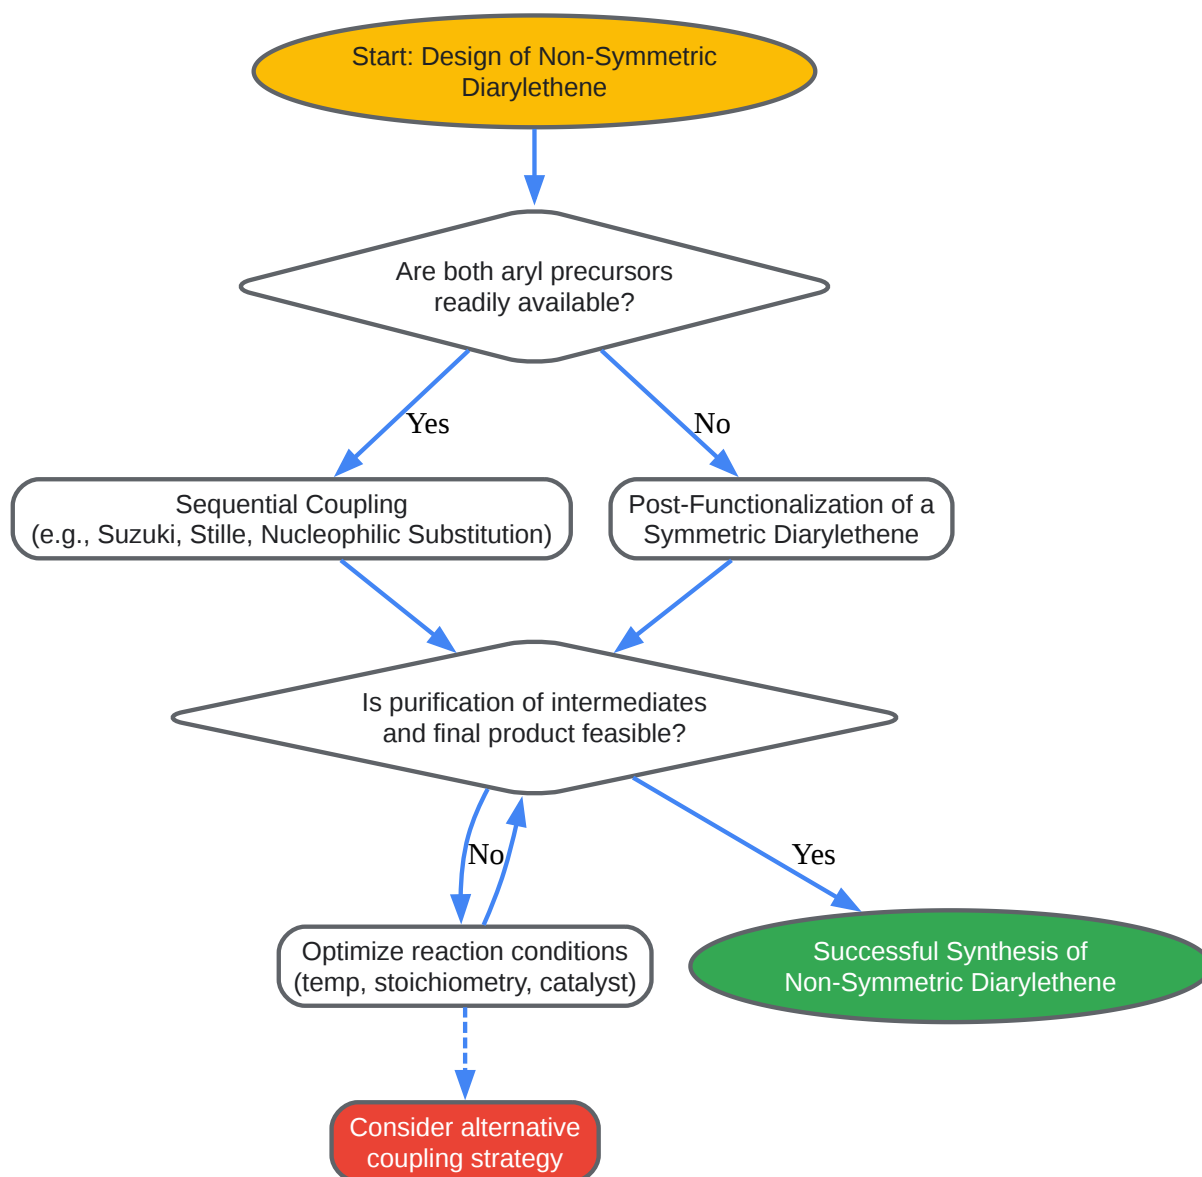 Start: Design of Non-Symmetric
Diarylethene
Are both aryl precursors
readily available?
Yes
No
Sequential Coupling
(e.g., Suzuki, Stille, Nucleophilic Substitution)
Post-Functionalization of a
Symmetric Diarylethene
Is purification of intermediates
and final product feasible?
No
Yes
Optimize reaction conditions
(temp, stoichiometry, catalyst)
Successful Synthesis of
Non-Symmetric Diarylethene
Consider alternative
coupling strategy